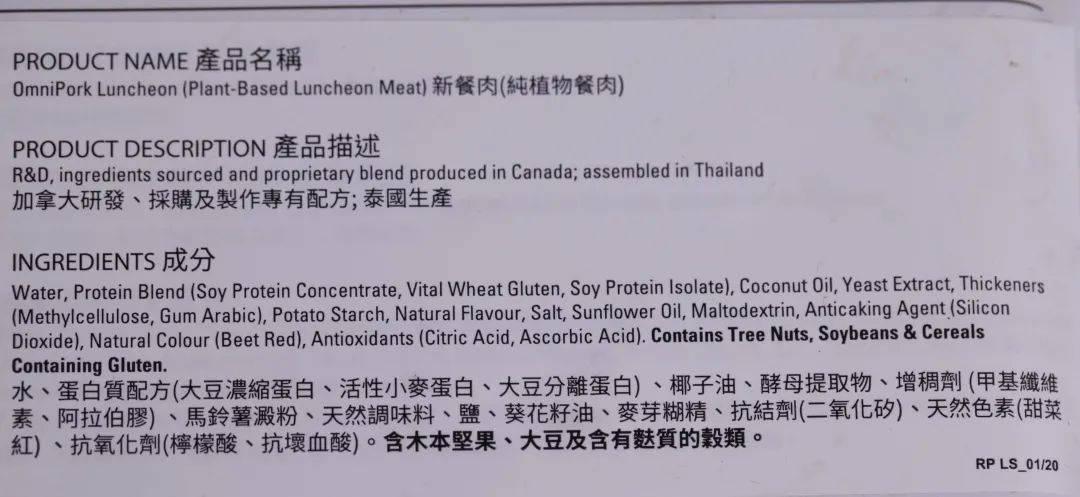 PRODUCT NAME 產品名稱
OmniPork Luncheon (Plant-Based Luncheon Meat) 新餐肉(純植物餐肉)
PRODUCT DESCRIPTION 產品描述
R&D, ingredients sourced and proprietary blend produced in Canada; assembled in Thailand
加拿大研發、採購及製作專有配方; 泰國生產
INGREDIENTS 成分
Water, Protein Blend (Soy Protein Concentrate, Vital Wheat Gluten, Soy Protein Isolate), Coconut Oil, Yeast Extract, Thickeners
(Methylcellulose, Gum Arabic), Potato Starch, Natural Flavour, Salt, Sunflower Oil, Maltodextrin, Anticaking Agent (Silicon
Dioxide), Natural Colour (Beet Red), Antioxidants (Citric Acid, Ascorbic Acid). Contains Tree Nuts, Soybeans & Cereals
Containing Gluten.
水、蛋白質配方(大豆濃縮蛋白、活性小麥蛋白、大豆分離蛋白) 、椰子油、酵母提取物、增稠劑 (甲基纖維
素、阿拉伯膠) 、馬鈴薯澱粉、天然調味料、鹽、葵花籽油、麥芽糊精、抗結劑(二氧化矽)、天然色素(甜菜
紅) 、抗氧化劑(檸檬酸、抗壞血酸)。含木本堅果、大豆及含有麩質的穀類。
RP LS_01/20